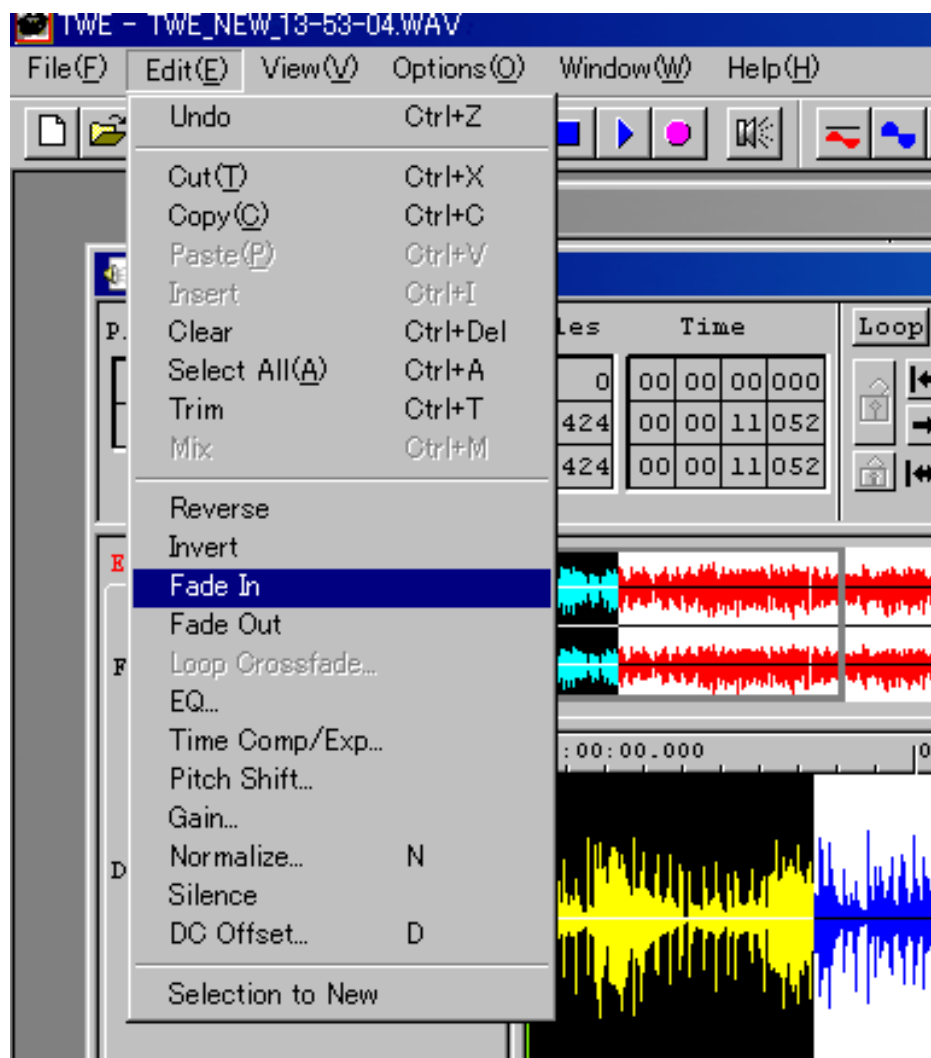 TWE - TWE_NEW_13-53-04.WAV
File(F) Edit(E) View(V) Options(O) Window(W) Help(H)
Undo Ctrl+Z
Cut(T) Ctrl+X
Copy(C) Ctrl+C
Paste(P) Ctrl+V
Insert Ctrl+I
Clear Ctrl+Del
Select All(A) Ctrl+A
Trim Ctrl+T
Mix Ctrl+M
Reverse
Invert
Fade In
Fade Out
Loop Crossfade...
EQ...
Time Comp/Exp...
Pitch Shift...
Gain...
Normalize... N
Silence
DC Offset... D
Selection to New
P.
E
F
D
les Time Loop
0 00 00 00 000
424 00 00 11 052
424 00 00 11 052
:00:00.000 0